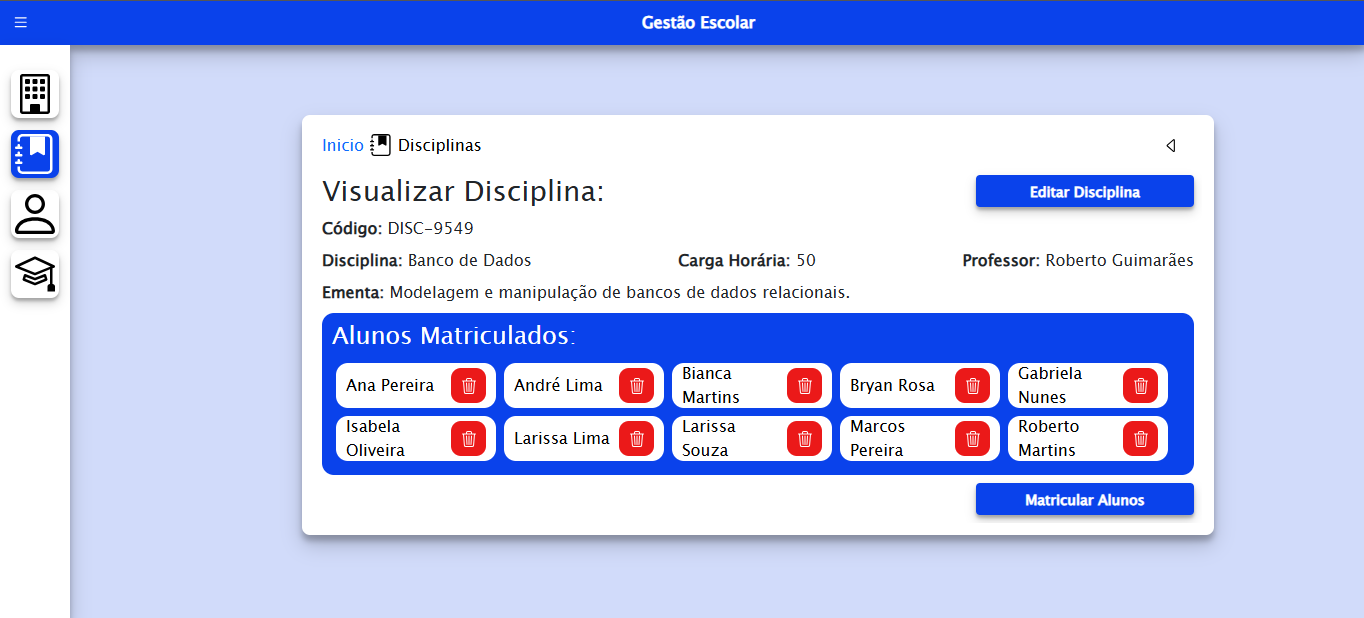 Gestão Escolar
Inicio Disciplinas
Visualizar Disciplina:
Editar Disciplina
Código: DISC-9549
Disciplina: Banco de Dados Carga Horária: 50 Professor: Roberto Guimarães
Ementa: Modelagem e manipulação de bancos de dados relacionais.
Alunos Matriculados:
Ana Pereira
André Lima
Bianca
Martins
Bryan Rosa
Gabriela
Nunes
Isabela
Oliveira
Larissa Lima
Larissa
Souza
Marcos
Pereira
Roberto
Martins
Matricular Alunos